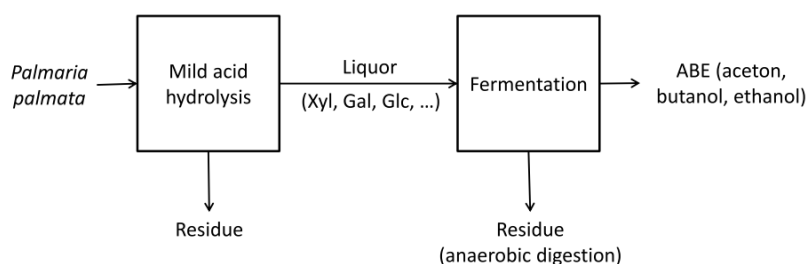 Palmaria
palmata
Mild acid
hydrolysis
Liquor
(Xyl, Gal, Glc, ...)
Fermentation
ABE (aceton,
butanol, ethanol)
Residue
Residue
(anaerobic digestion)